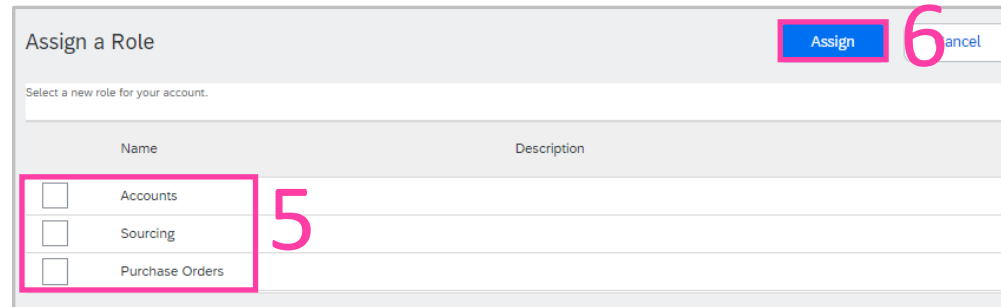 Assign a Role
Assign
6
ancel
Select a new role for your account.
Name
Description
Accounts
5
Sourcing
Purchase Orders